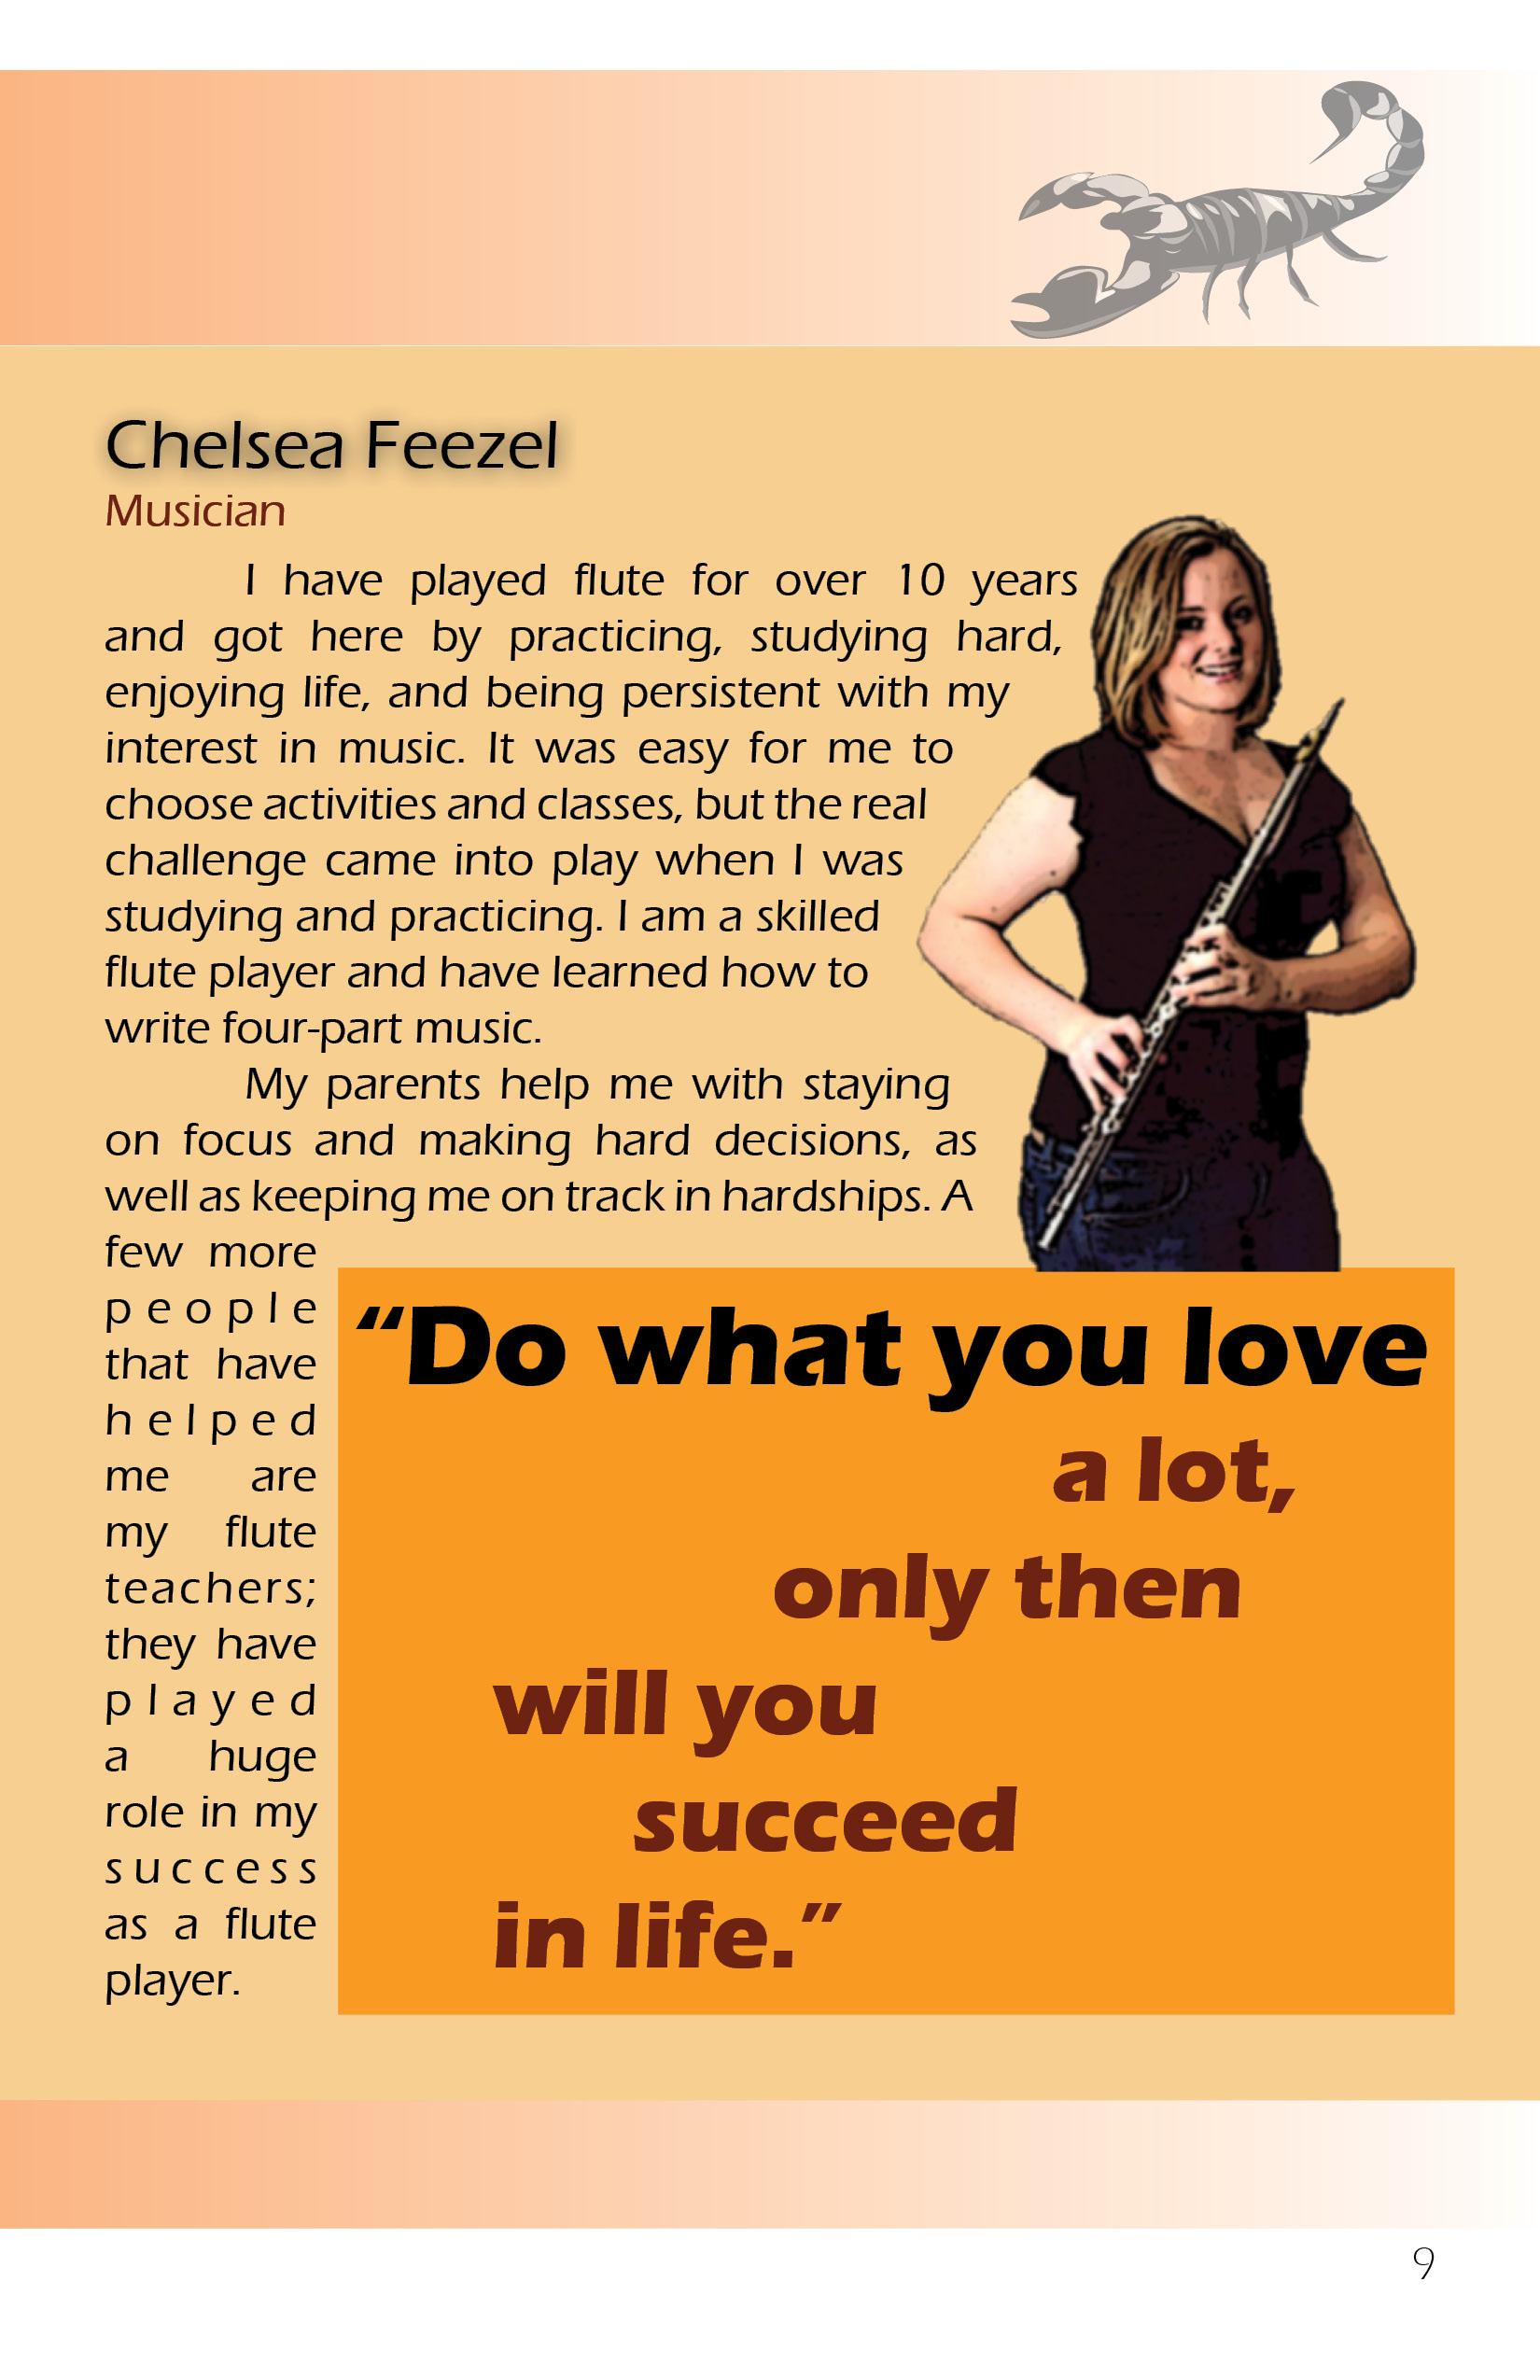 Chelsea Feezel
Musician
I have played flute for over 10 years
and got here by practicing, studying hard,
enjoying life, and being persistent with my
interest in music. It was easy for me to
choose activities and classes, but the real
challenge came into play when I was
studying and practicing. I am a skilled
flute player and have learned how to
write four-part music.
My parents help me with staying
on focus and making hard decisions, as
well as keeping me on track in hardships. A
few more
people
that have
helped
me are
my flute
teachers;
they have
played
a huge
role in my
success
as a flute
player.
“Do what you love
a lot,
only then
will you
succeed
in life.”
9